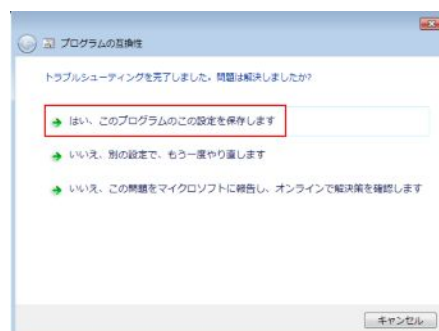 プログラムの互換性
トラブルシューティングを完了しました。問題は解決しましたか?
はい、このプログラムのこの設定を保存します
いいえ、別の設定で、もう一度やり直します
いいえ、この問題をマイクロソフトに報告し、オンラインで解決策を確認します
キャンセル